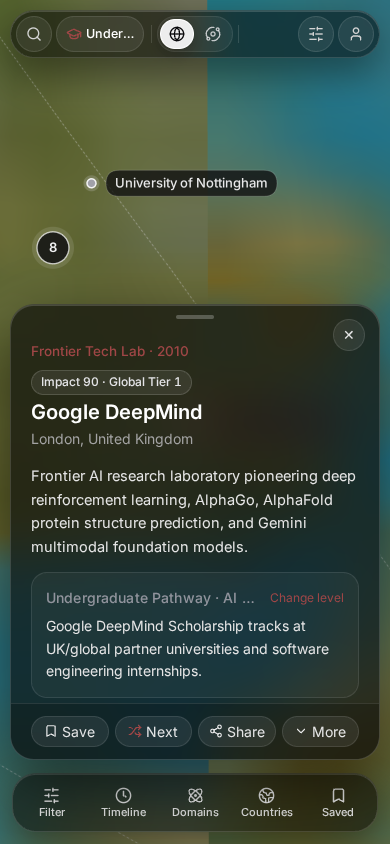 Under...
University of Nottingham
8
Frontier Tech Lab · 2010
Impact 90 · Global Tier 1
Google DeepMind
London, United Kingdom
Frontier AI research laboratory pioneering deep
reinforcement learning, AlphaGo, AlphaFold
protein structure prediction, and Gemini
multimodal foundation models.
Undergraduate Pathway · AI ... Change level
Google DeepMind Scholarship tracks at
UK/global partner universities and software
engineering internships.
Save Next Share More
Filter Timeline Domains Countries Saved